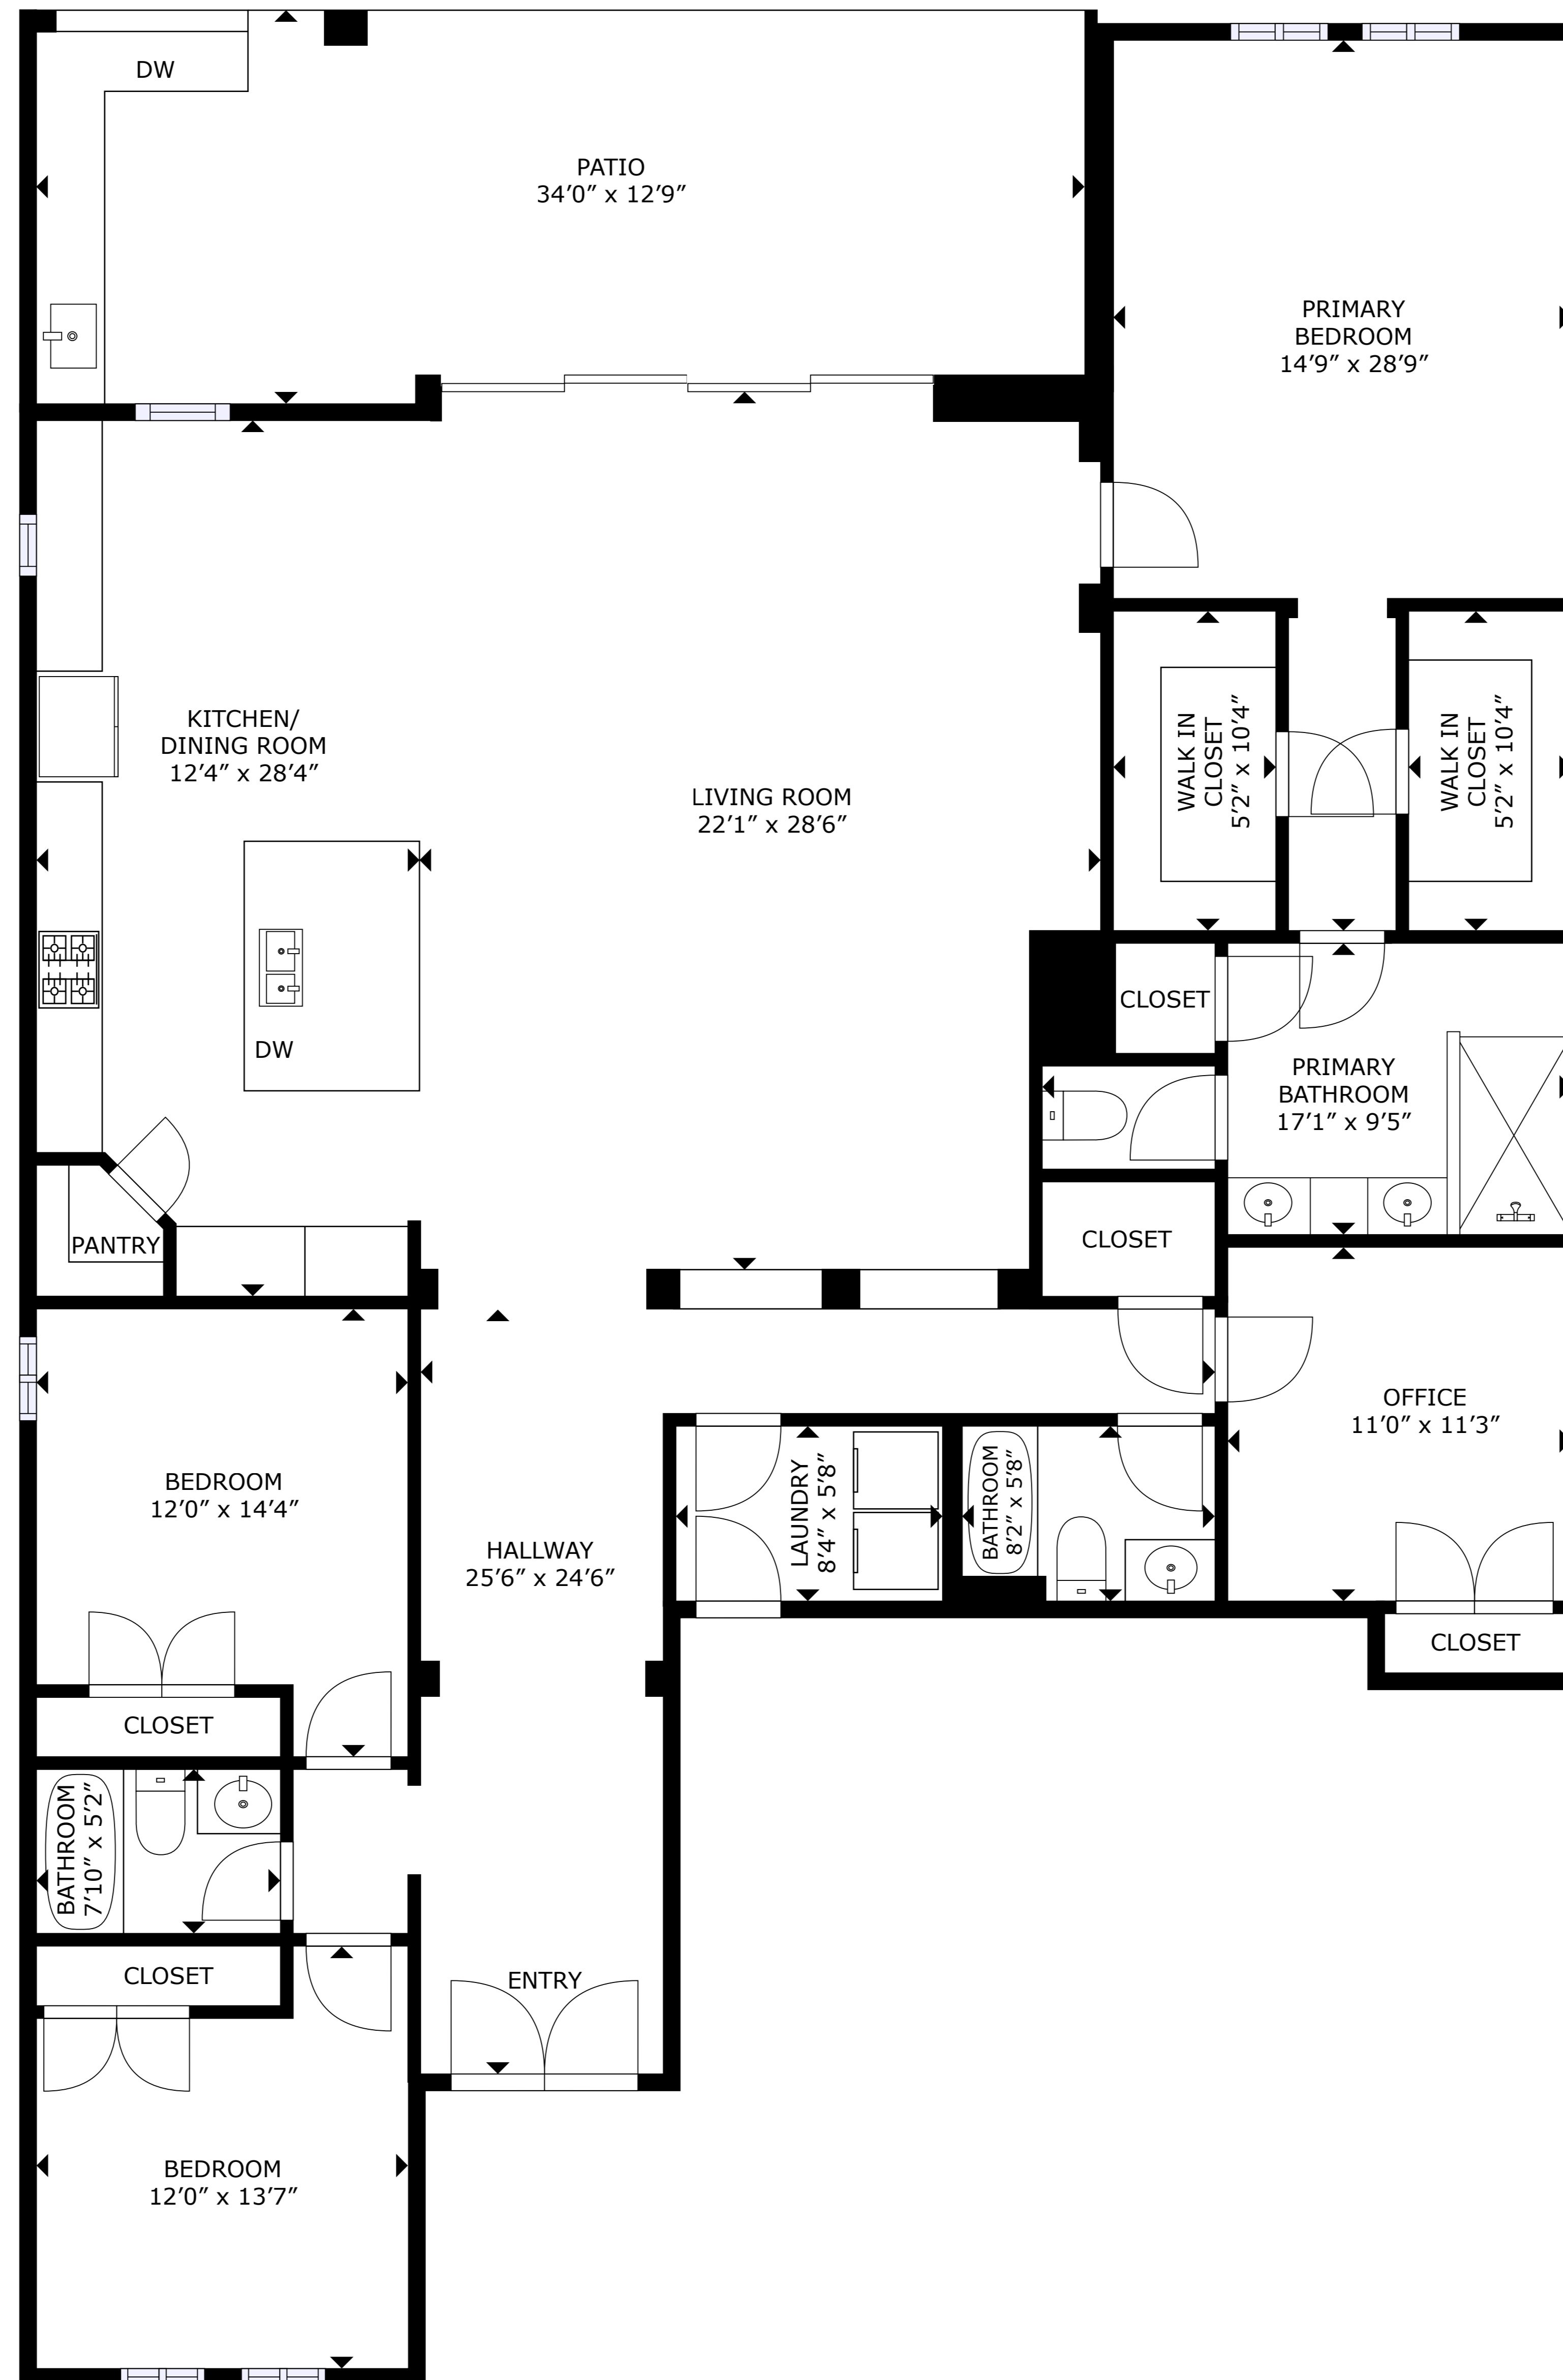 DW
PATIO
34′0″ x 12′9″
PRIMARY
BEDROOM
14′9″ x 28′9″
KITCHEN/
DINING ROOM
12′4″ x 28′4″
LIVING ROOM
22′1″ x 28′6″
WALK IN
CLOSET
5′2″ x 10′4″
WALK IN
CLOSET
5′2″ x 10′4″
CLOSET
DW
PRIMARY
BATHROOM
17′1″ x 9′5″
PANTRY
CLOSET
OFFICE
11′0″ x 11′3″
BEDROOM
12′0″ x 14′4″
HALLWAY
25′6″ x 24′6″
LAUNDRY
8′4″ x 5′8″
BATHROOM
8′2″ x 5′8″
CLOSET
CLOSET
BATHROOM
7′10″ x 5′2″
CLOSET
ENTRY
BEDROOM
12′0″ x 13′7″